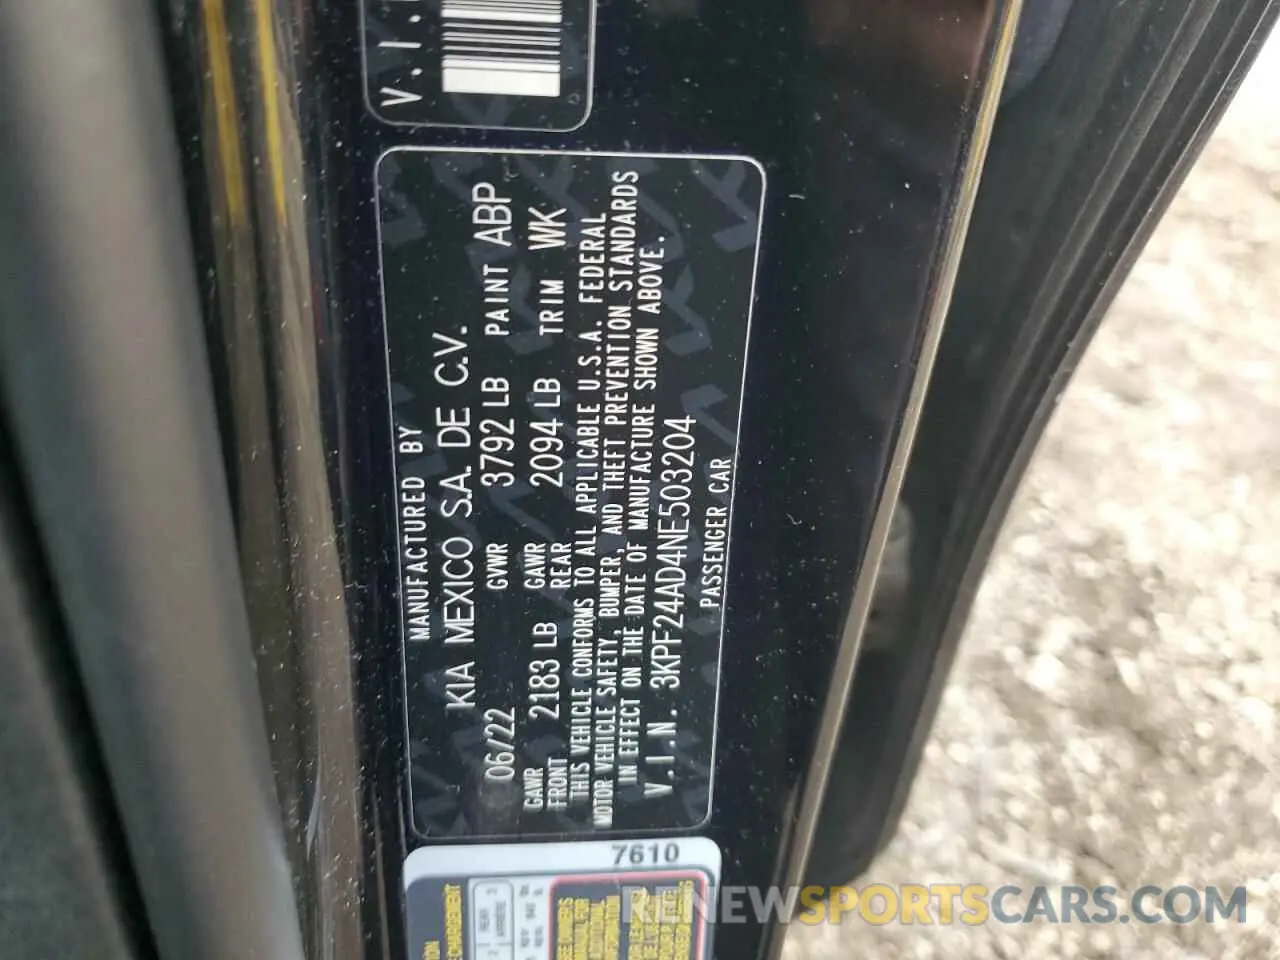 V.I.
MANUFACTURED BY
KIA MEXICO S.A. DE C.V.
06/22 GVWR 3792 LB PAINT ABP
GAWR FRONT 2183 LB GAWR REAR 2094 LB TRIM WK
THIS VEHICLE CONFORMS TO ALL APPLICABLE U.S.A. FEDERAL
MOTOR VEHICLE SAFETY, BUMPER, AND THEFT PREVENTION STANDARDS
IN EFFECT ON THE DATE OF MANUFACTURE SHOWN ABOVE.
V.I.N. 3KPF24AD4NE503204
PASSENGER CAR
7610
REAR
ARRIÈRE
RENEWSPORTSCARS.COM